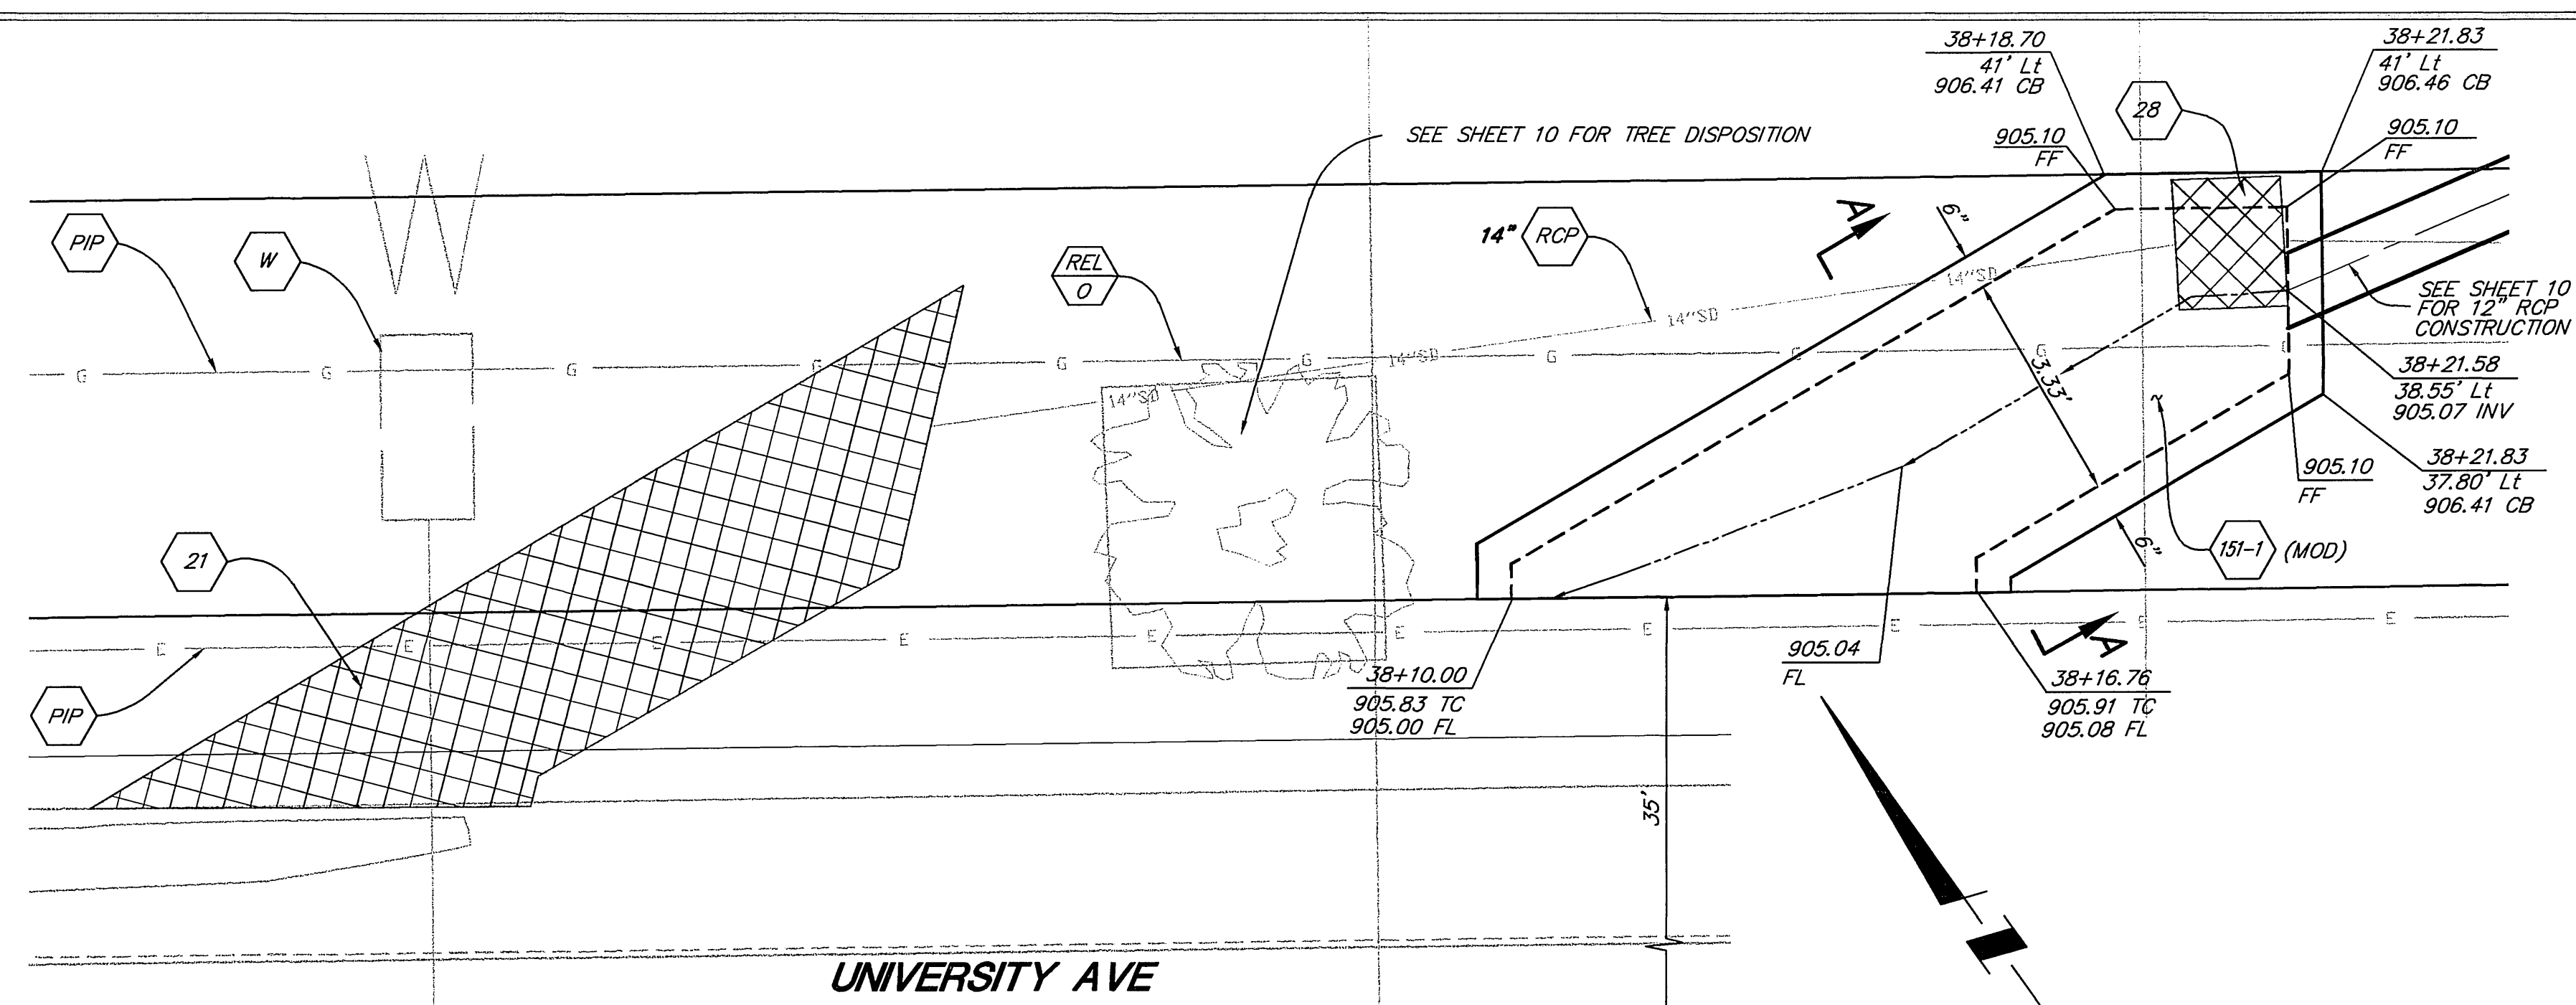 38+18.70
41' Lt
906.41 CB
38+21.83
41' Lt
906.46 CB
28
905.10
FF
905.10
FF
SEE SHEET 10 FOR TREE DISPOSITION
PIP
W
REL
O
14" RCP
A
6"
14"SD
14"SD
14"SD
14"SD
SEE SHEET 10
FOR 12" RCP
CONSTRUCTION
G G G G G G G G G G
3.33'
38+21.58
38.55' Lt
905.07 INV
905.10
FF
38+21.83
37.80' Lt
906.41 CB
21
6"
151-1 (MOD)
E E E E E E E E E E
A
PIP
38+10.00
905.83 TC
905.00 FL
905.04
FL
38+16.76
905.91 TC
905.08 FL
35'
UNIVERSITY AVE